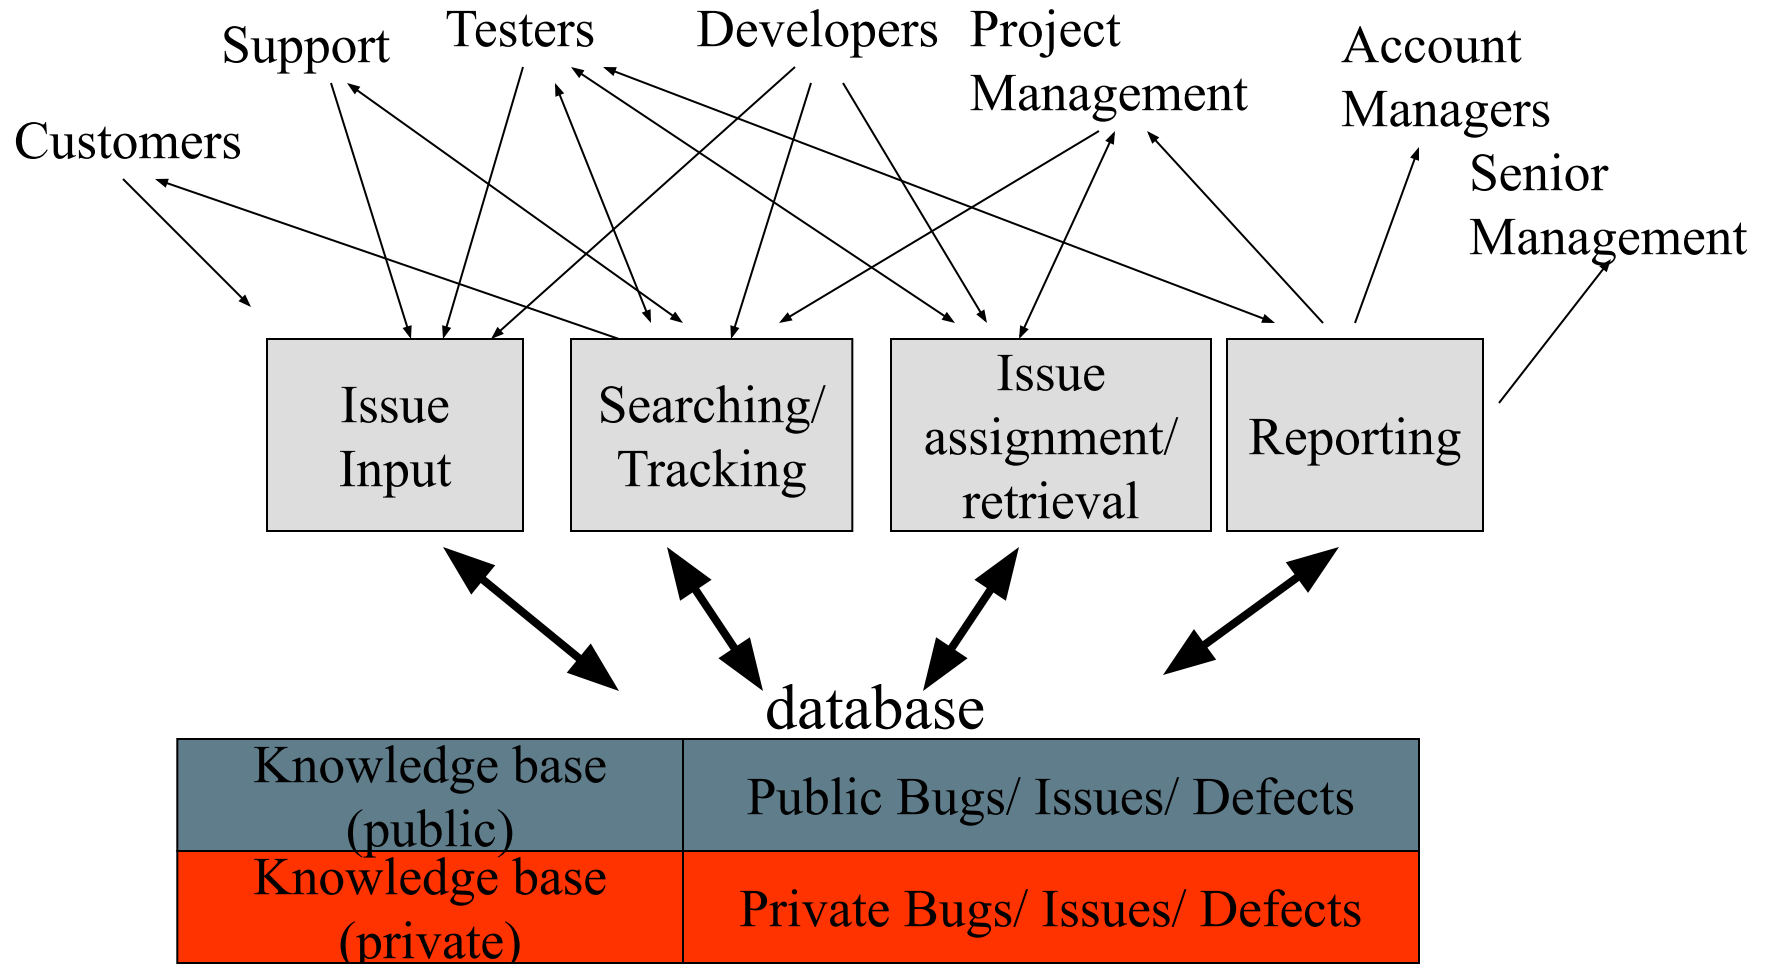 Support
Testers
Developers
Project
Management
Account
Managers
Customers
Senior
Management
Issue
Input
Searching/
Tracking
Issue
assignment/
retrieval
Reporting
database
Knowledge base
(public)
Public Bugs/ Issues/ Defects
Knowledge base
(private)
Private Bugs/ Issues/ Defects